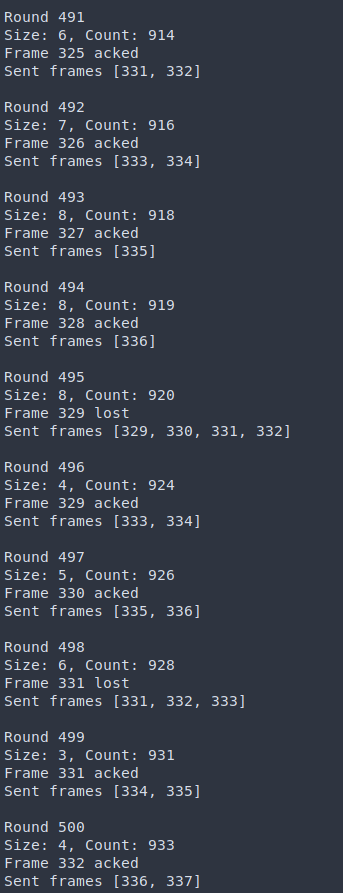 Round 491
Size: 6, Count: 914
Frame 325 acked
Sent frames [331, 332]
Round 492
Size: 7, Count: 916
Frame 326 acked
Sent frames [333, 334]
Round 493
Size: 8, Count: 918
Frame 327 acked
Sent frames [335]
Round 494
Size: 8, Count: 919
Frame 328 acked
Sent frames [336]
Round 495
Size: 8, Count: 920
Frame 329 lost
Sent frames [329, 330, 331, 332]
Round 496
Size: 4, Count: 924
Frame 329 acked
Sent frames [333, 334]
Round 497
Size: 5, Count: 926
Frame 330 acked
Sent frames [335, 336]
Round 498
Size: 6, Count: 928
Frame 331 lost
Sent frames [331, 332, 333]
Round 499
Size: 3, Count: 931
Frame 331 acked
Sent frames [334, 335]
Round 500
Size: 4, Count: 933
Frame 332 acked
Sent frames [336, 337]